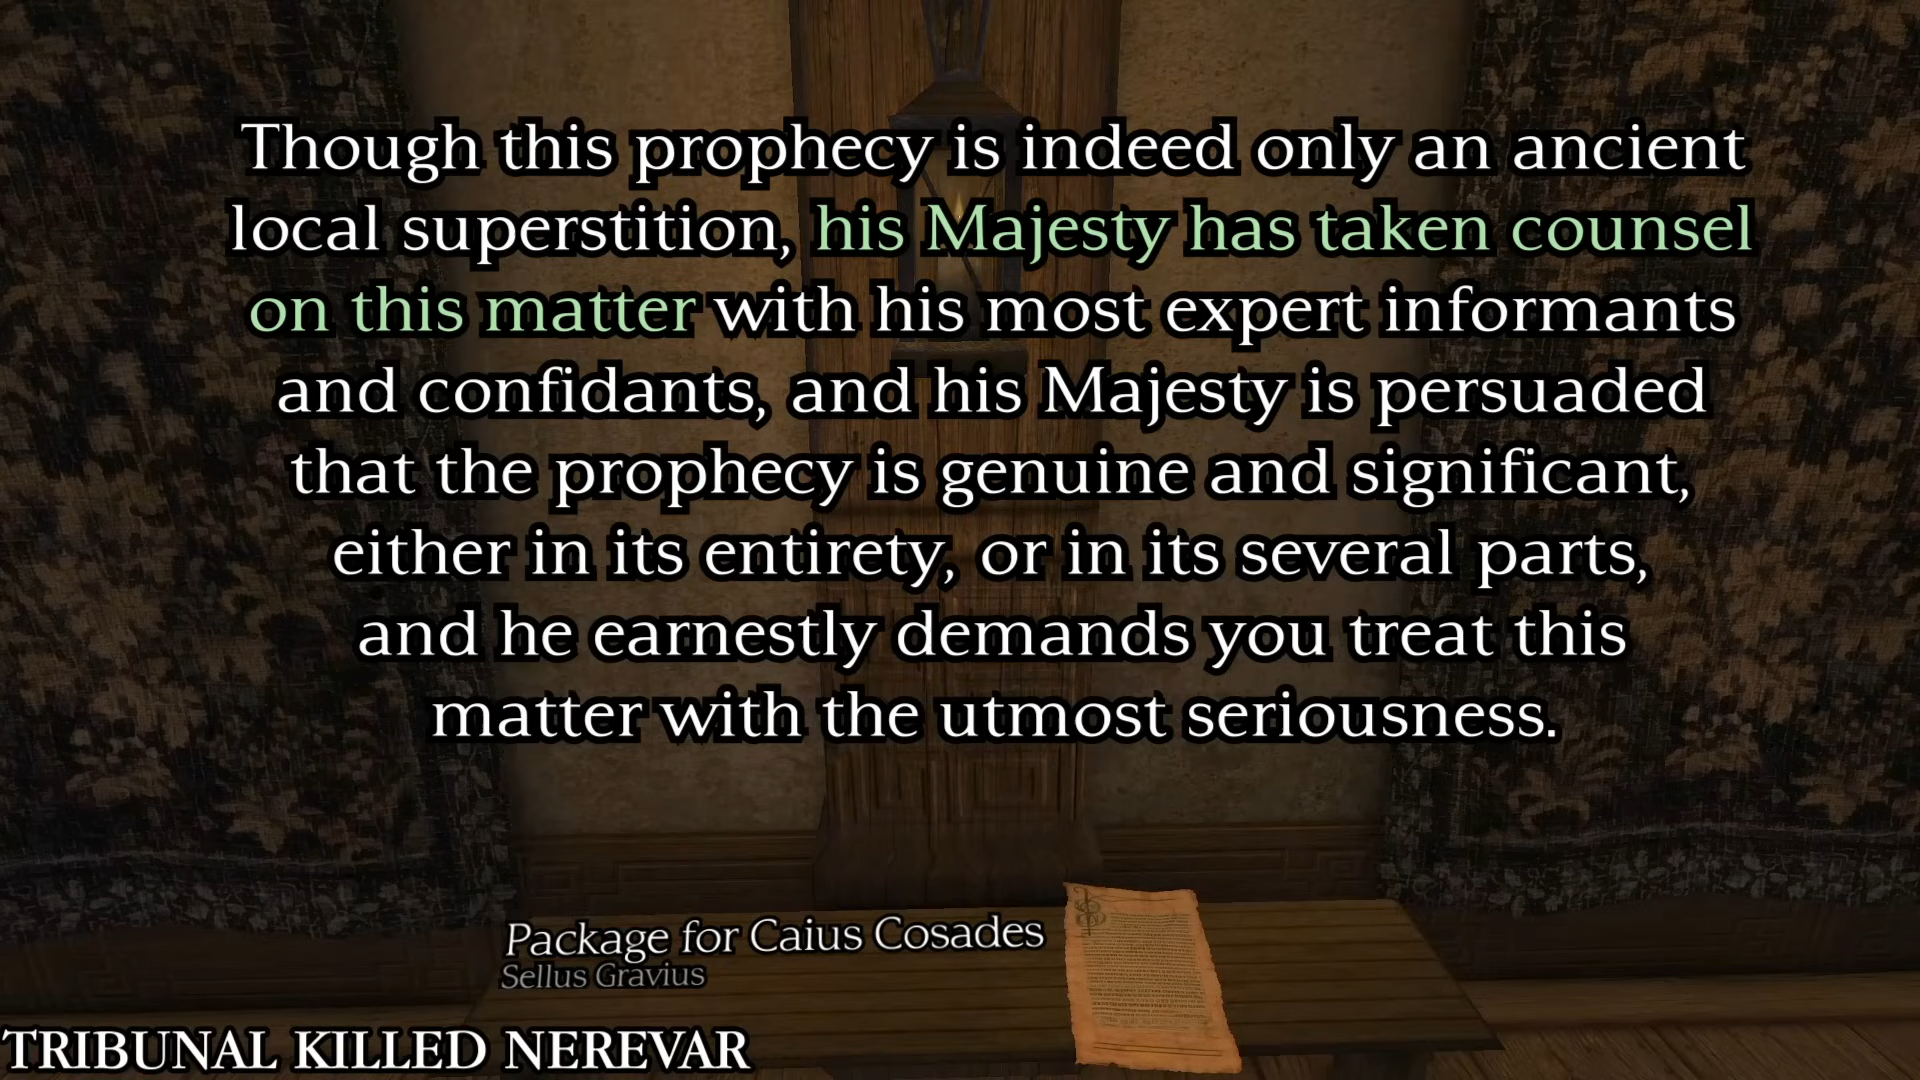 Though this prophecy is indeed only an ancient
local superstition, his Majesty has taken counsel
on this matter with his most expert informants
and confidants, and his Majesty is persuaded
that the prophecy is genuine and significant,
either in its entirety, or in its several parts,
and he earnestly demands you treat this
matter with the utmost seriousness.
Package for Caius Cosades
Sellus Gravius
TRIBUNAL KILLED NEREVAR